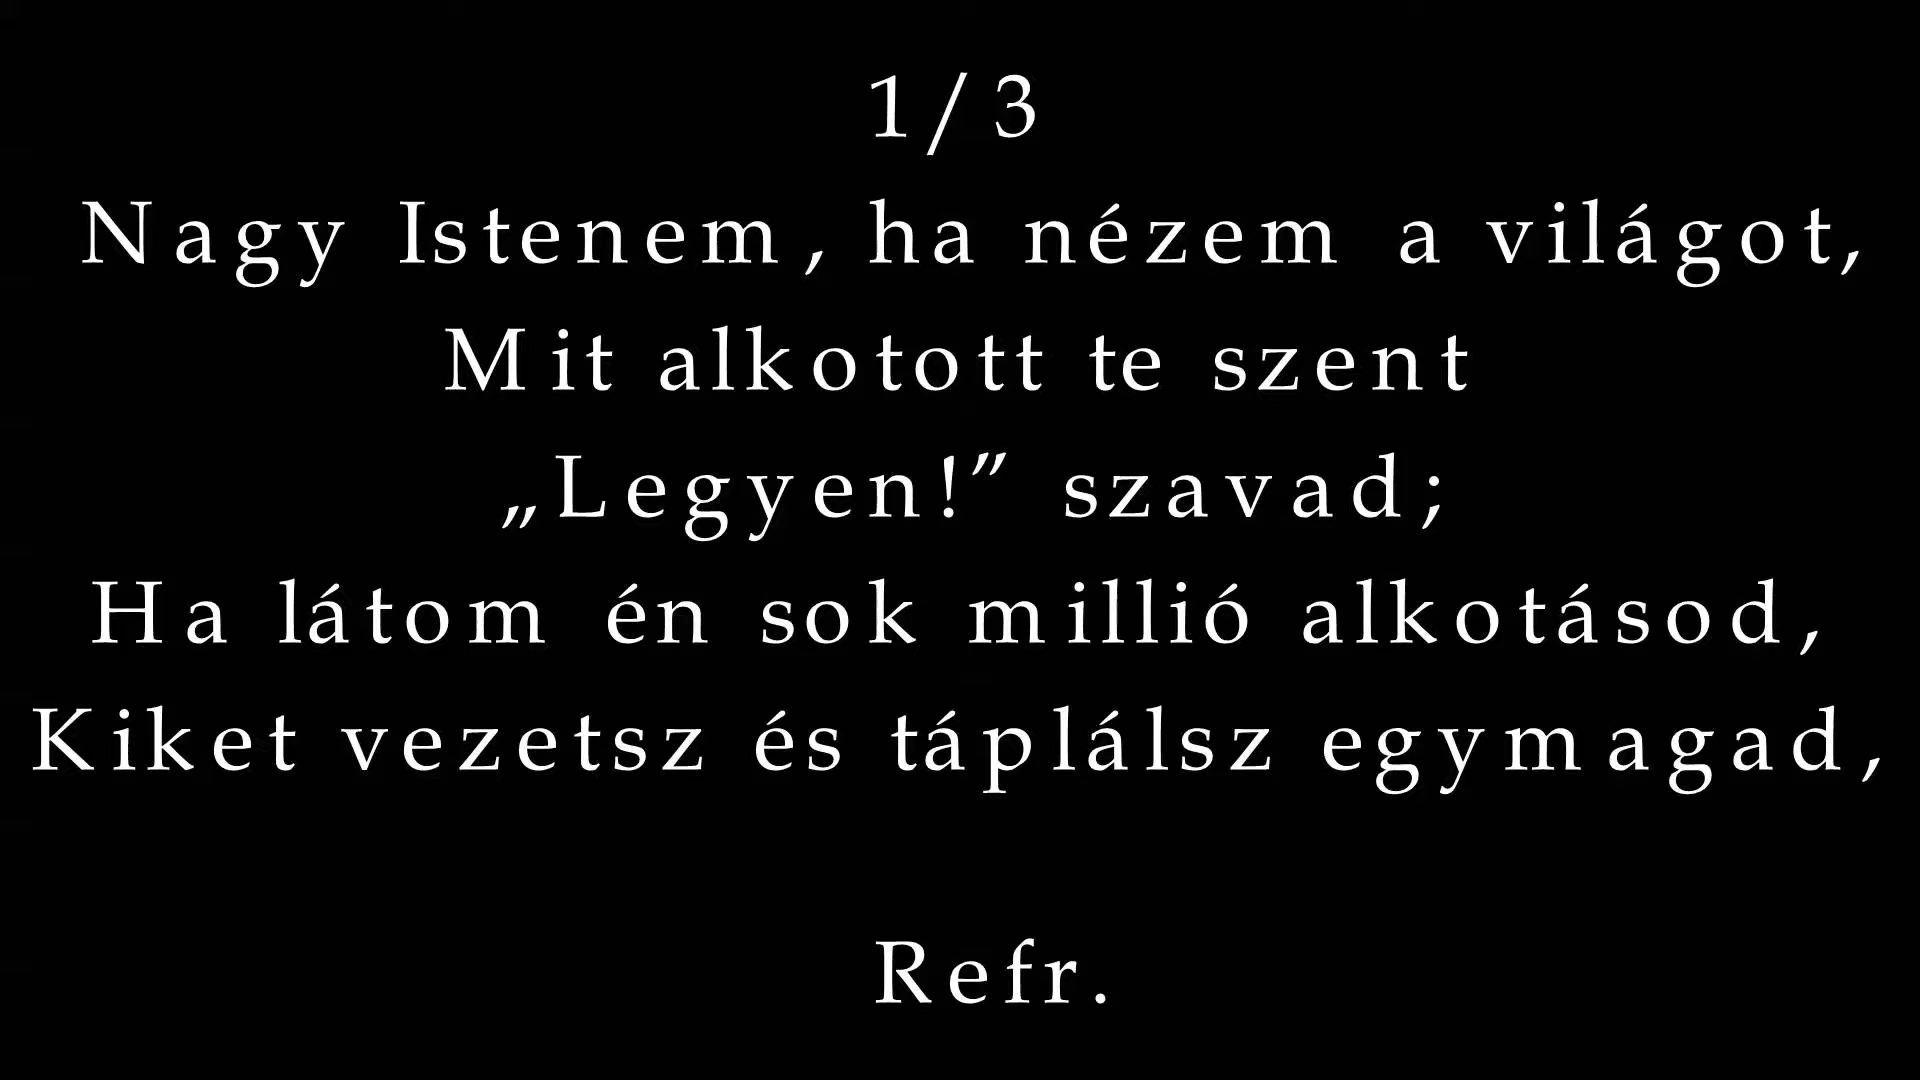 1/3
Nagy Istenem, ha nézem a világot,
Mit alkotott te szent
„Legyen!” szavad;
Ha látom én sok millió alkotásod,
Kiket vezetsz és táplálsz egymagad,
Refr.